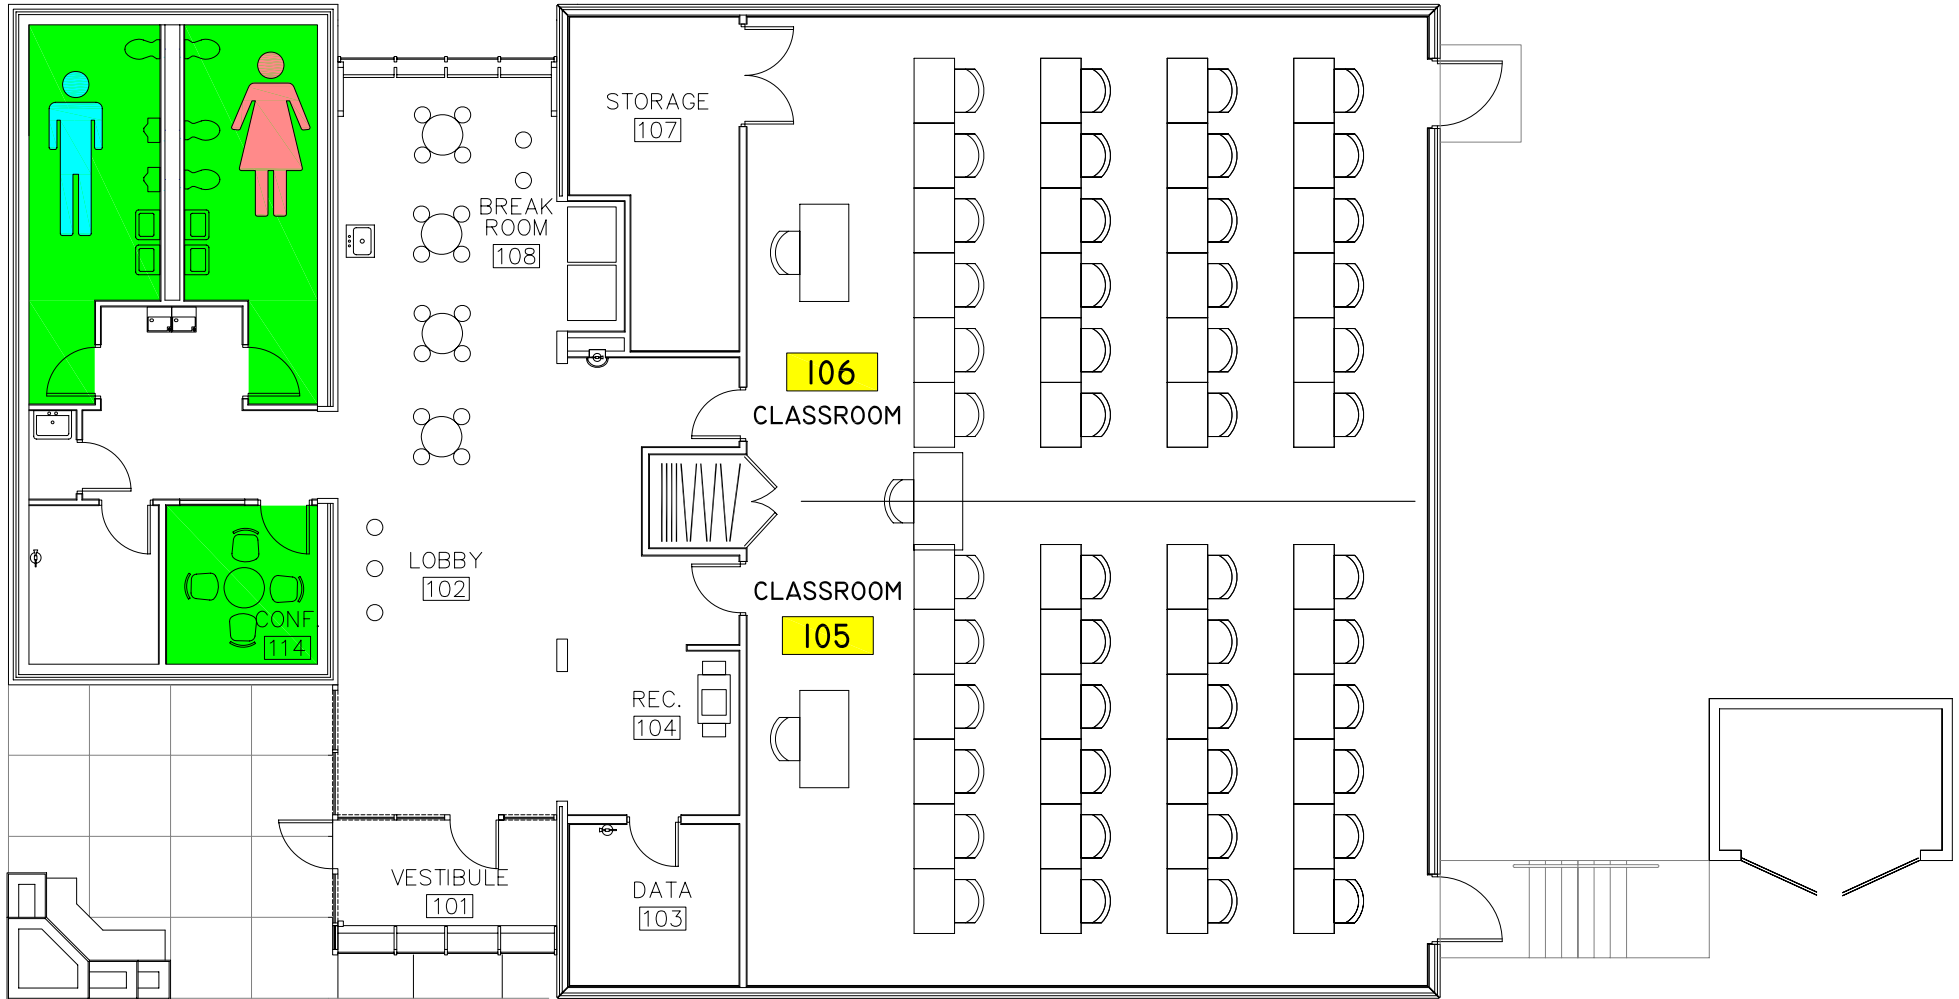 STORAGE
107
BREAK
ROOM
108
106
CLASSROOM
LOBBY
102
CLASSROOM
105
CONF.
114
REC.
104
VESTIBULE
101
DATA
103